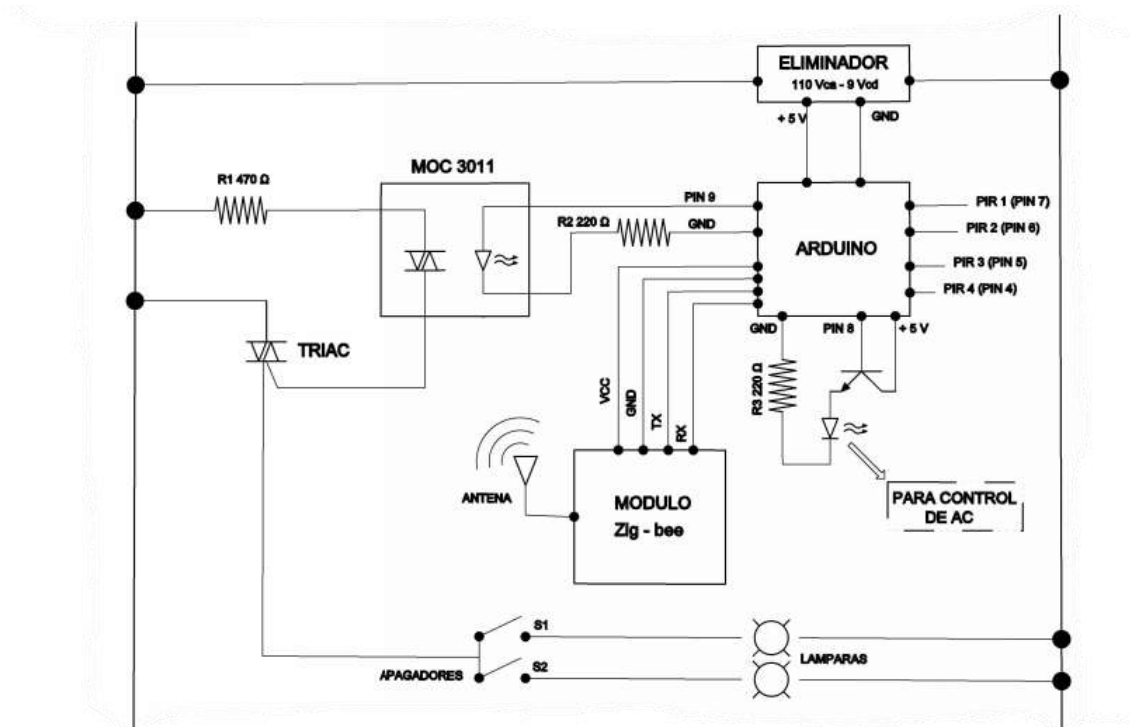 ELIMINADOR
110 Vca - 9 Vcd
+ 5 V
GND
MOC 3011
R1 470 Ω
PIN 9
R2 220 Ω
GND
ARDUINO
PIR 1 (PIN 7)
PIR 2 (PIN 6)
PIR 3 (PIN 5)
PIR 4 (PIN 4)
GND
PIN 8
+ 5 V
TRIAC
R3 220 Ω
VCC
GND
TX
RX
ANTENA
MODULO
Zig - bee
PARA CONTROL
DE AC
S1
APAGADORES
S2
LAMPARAS